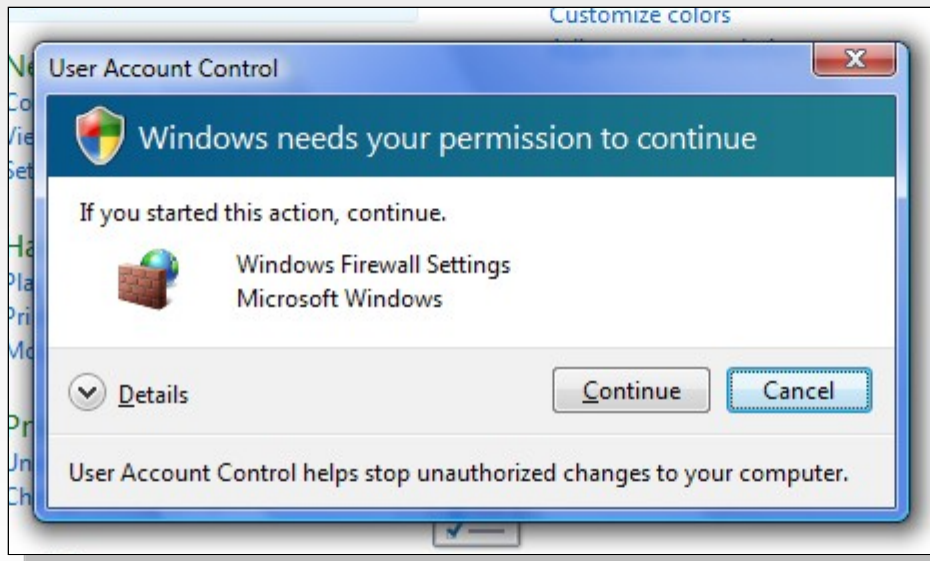 Customize colors
User Account Control
Windows needs your permission to continue
If you started this action, continue.
Windows Firewall Settings
Microsoft Windows
Details
Continue
Cancel
User Account Control helps stop unauthorized changes to your computer.